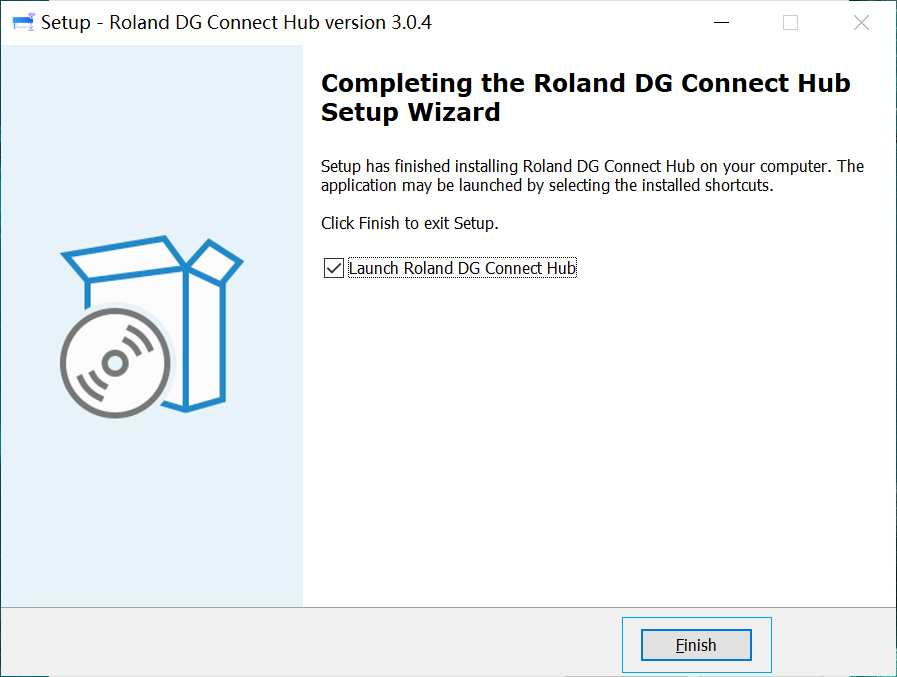 Setup - Roland DG Connect Hub version 3.0.4
Completing the Roland DG Connect Hub
Setup Wizard
Setup has finished installing Roland DG Connect Hub on your computer. The
application may be launched by selecting the installed shortcuts.
Click Finish to exit Setup.
Launch Roland DG Connect Hub
Finish